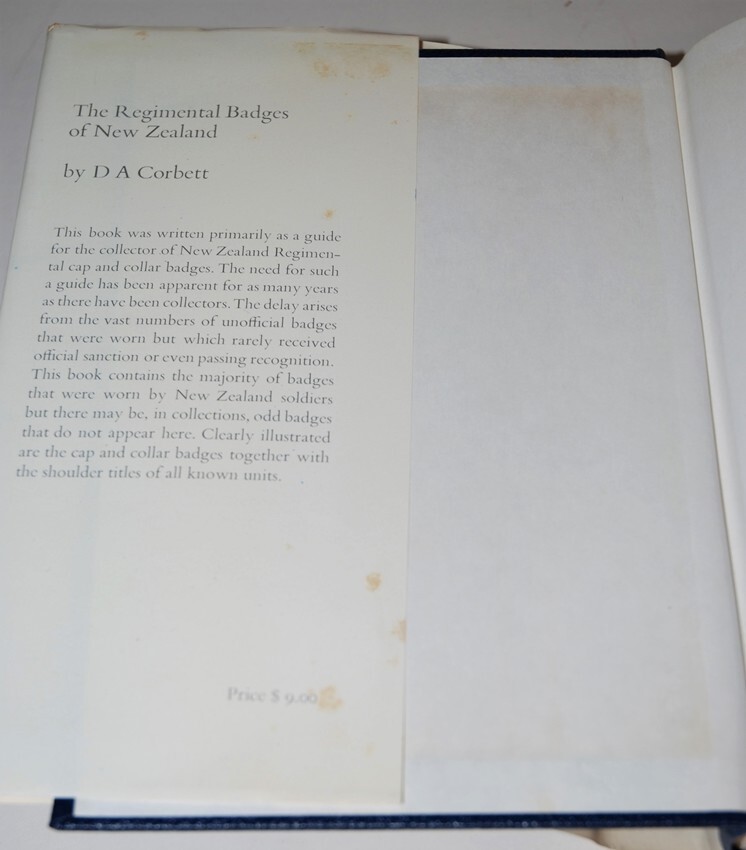 The Regimental Badges
of New Zealand
by D A Corbett
This book was written primarily as a guide
for the collector of New Zealand Regimen-
tal cap and collar badges. The need for such
a guide has been apparent for as many years
as there have been collectors. The delay arises
from the vast numbers of unofficial badges
that were worn but which rarely received
official sanction or even passing recognition.
This book contains the majority of badges
that were worn by New Zealand soldiers
but there may be, in collections, odd badges
that do not appear here. Clearly illustrated
are the cap and collar badges together with
the shoulder titles of all known units.
Price $ 9.00